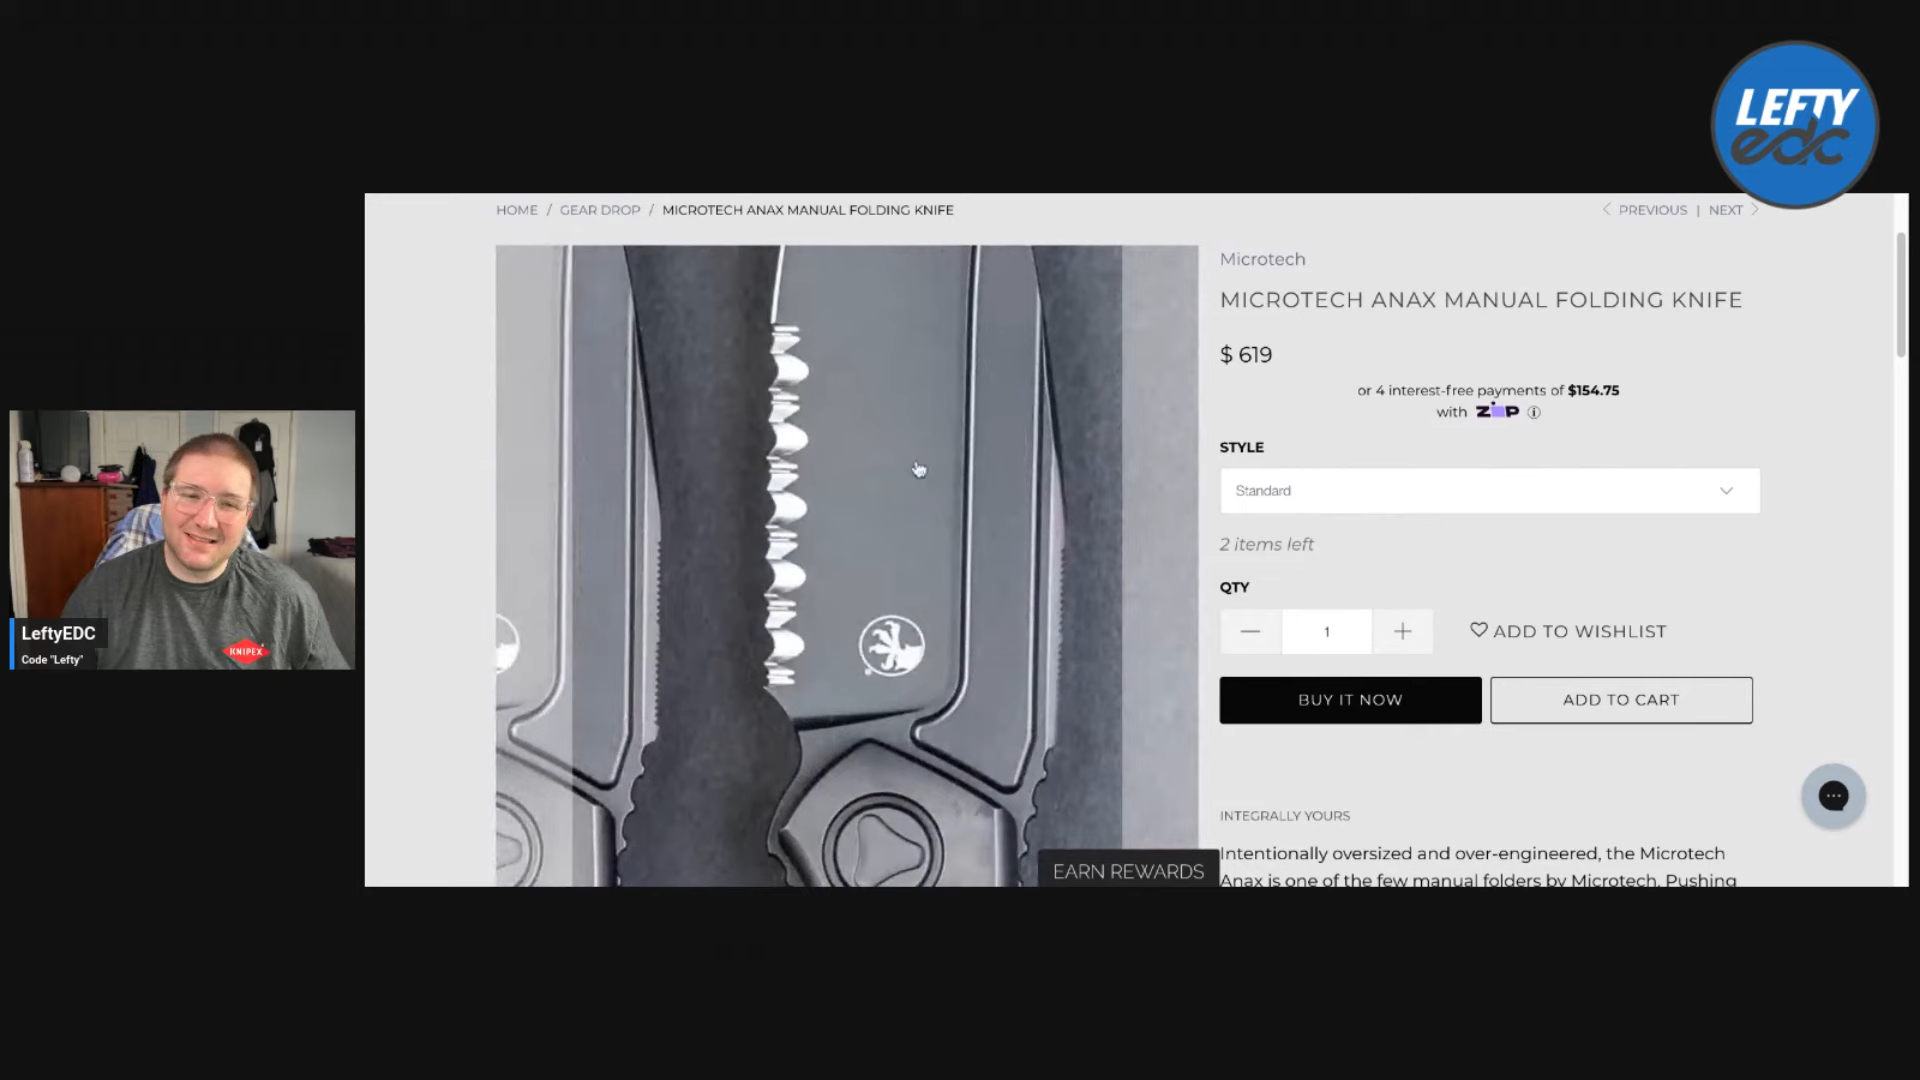 LEFTY
edc
HOME / GEAR DROP / MICROTECH ANAX MANUAL FOLDING KNIFE
PREVIOUS | NEXT
Microtech
MICROTECH ANAX MANUAL FOLDING KNIFE
$ 619
or 4 interest-free payments of $154.75
with ZIP
STYLE
Standard
2 items left
QTY
1
ADD TO WISHLIST
BUY IT NOW
ADD TO CART
INTEGRALLY YOURS
Intentionally oversized and over-engineered, the Microtech
Anax is one of the few manual folders by Microtech. Pushing
EARN REWARDS
LeftyEDC
Code "Lefty"
KNIPEX